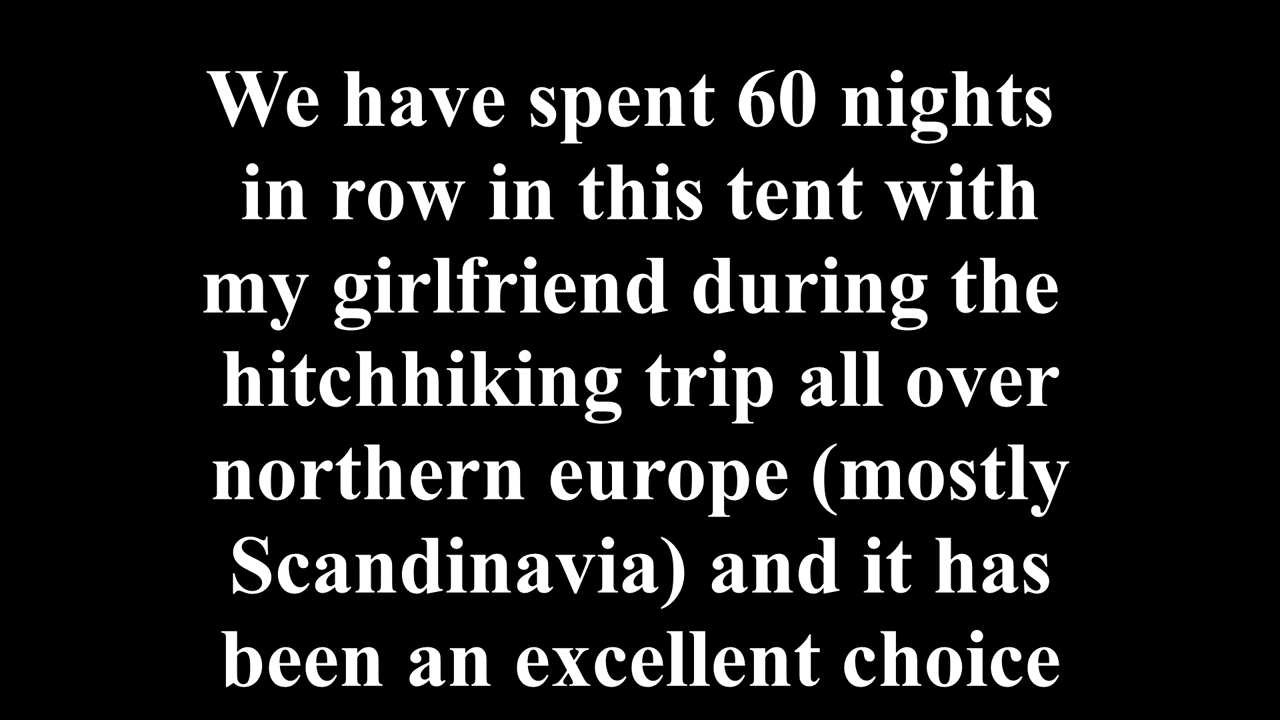 We have spent 60 nights
in row in this tent with
my girlfriend during the
hitchhiking trip all over
northern europe (mostly
Scandinavia) and it has
been an excellent choice